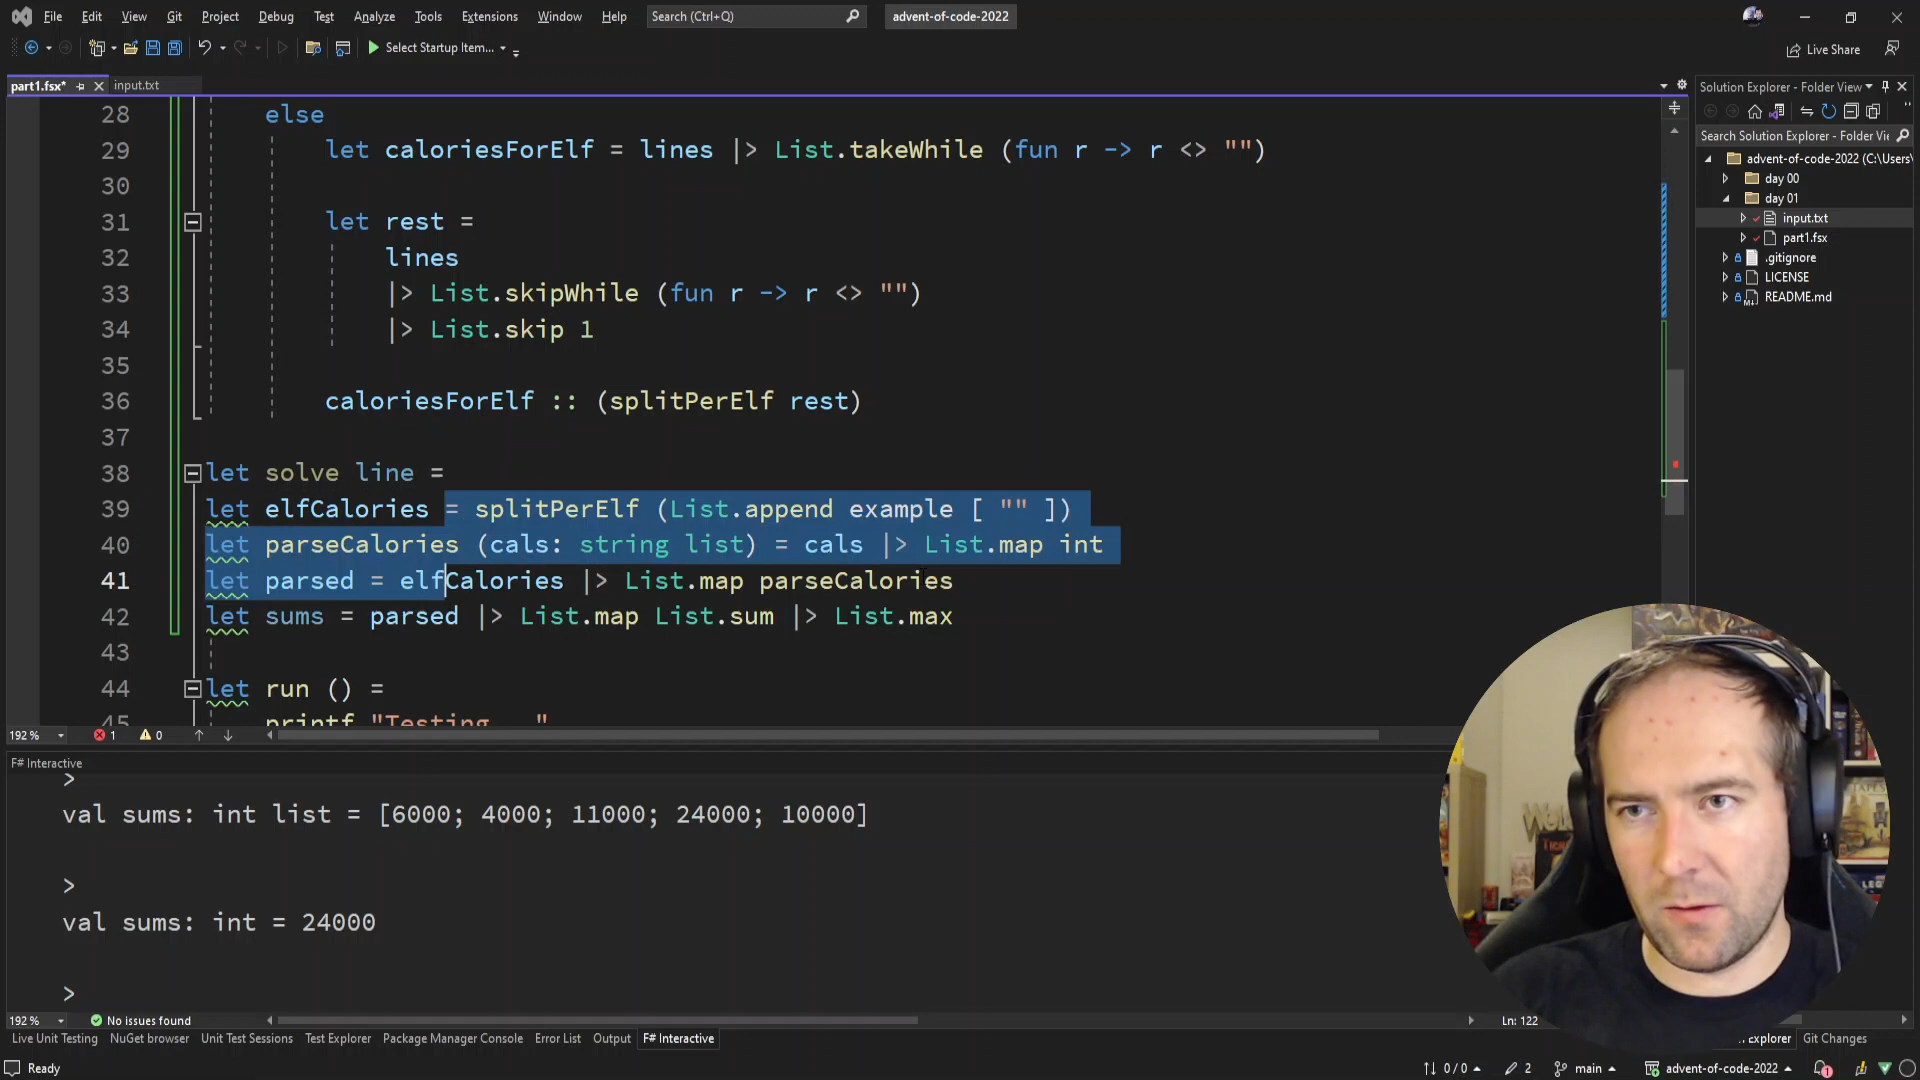 File Edit View Git Project Debug Test Analyze Tools Extensions Window Help Search (Ctrl+Q) advent-of-code-2022
Select Startup Item... Live Share
part1.fsx* input.txt
28 else
29 let caloriesForElf = lines |> List.takeWhile (fun r -> r <> "")
30
31 let rest =
32 lines
33 |> List.skipWhile (fun r -> r <> "")
34 |> List.skip 1
35
36 caloriesForElf :: (splitPerElf rest)
37
38 let solve line =
39 let elfCalories = splitPerElf (List.append example [ "" ])
40 let parseCalories (cals: string list) = cals |> List.map int
41 let parsed = elfCalories |> List.map parseCalories
42 let sums = parsed |> List.map List.sum |> List.max
43
44 let run () =
45 printf "Testing..."
192 % 1 0
F# Interactive
>
val sums: int list = [6000; 4000; 11000; 24000; 10000]
>
val sums: int = 24000
>
192 % No issues found Ln: 122
Live Unit Testing NuGet browser Unit Test Sessions Test Explorer Package Manager Console Error List Output F# Interactive
Ready 0 / 0 2 main advent-of-code-2022 1
Solution Explorer - Folder View
Search Solution Explorer - Folder Vi
advent-of-code-2022 (C:\Users\
day 00
day 01
input.txt
part1.fsx
.gitignore
LICENSE
README.md
Explorer Git Changes